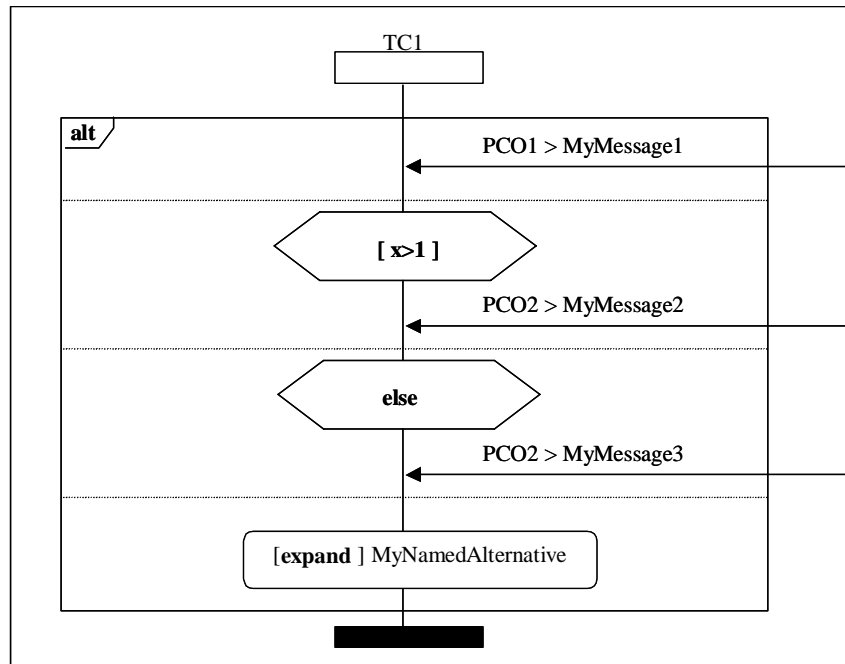 TC1
alt
PCO1 > MyMessage1
[ x>1 ]
PCO2 > MyMessage2
else
PCO2 > MyMessage3
[expand ] MyNamedAlternative